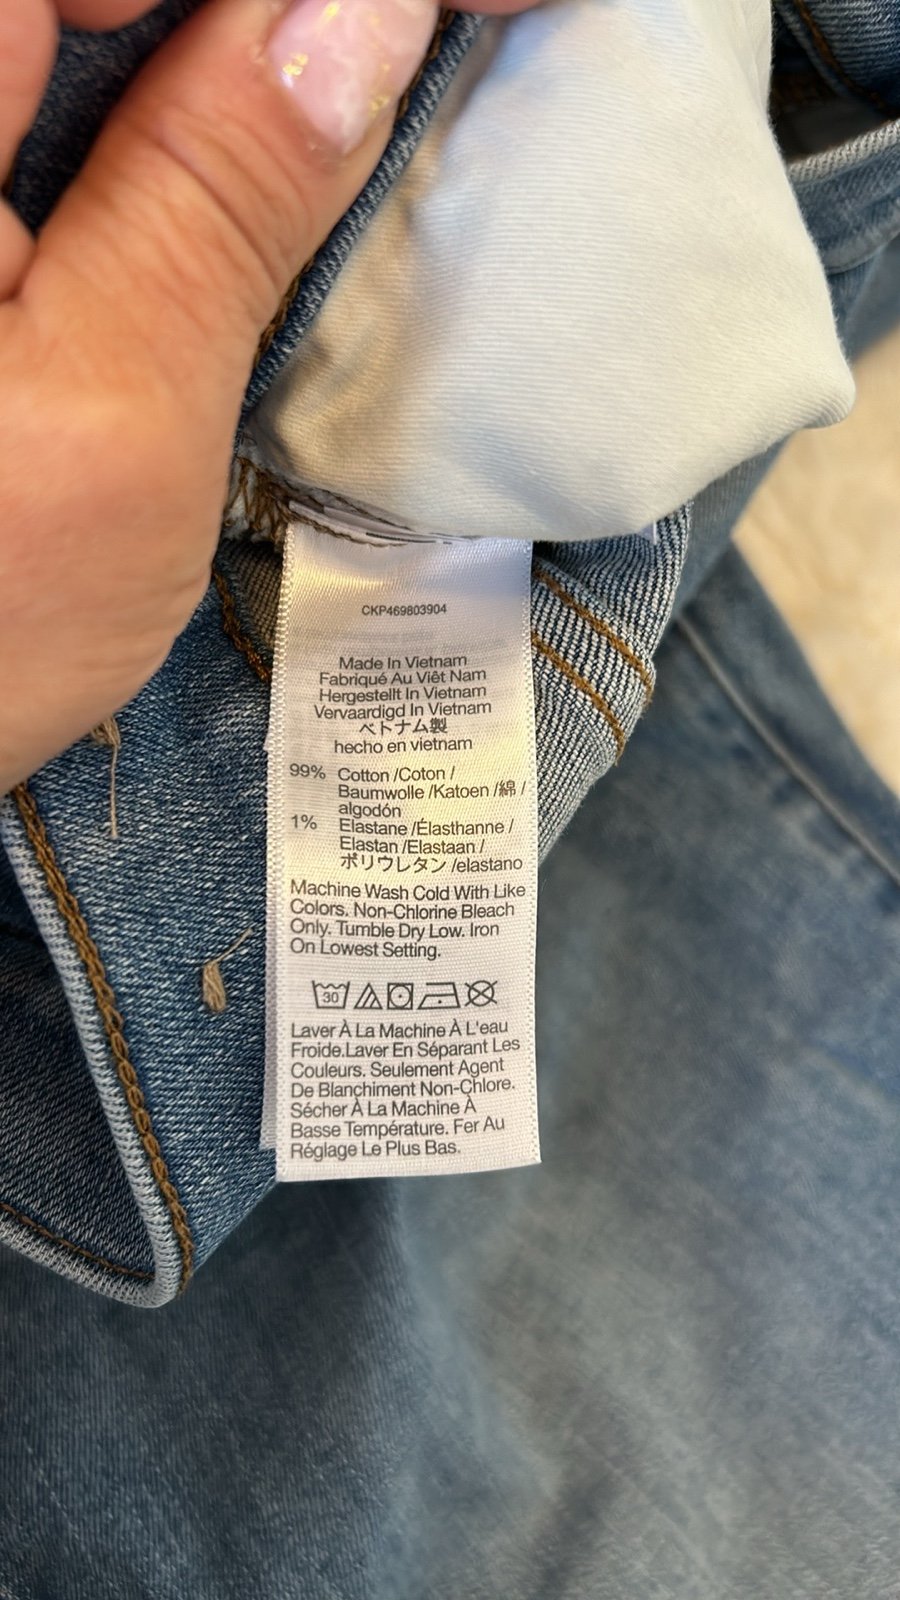 CKP469803904
Made In Vietnam
Fabriqué Au Viêt Nam
Hergestellt In Vietnam
Vervaardigd In Vietnam
ベトナム製
hecho en vietnam
99% Cotton /Coton /
Baumwolle /Katoen /綿 /
algodón
1% Elastane /Élasthanne /
Elastan /Elastaan /
ポリウレタン /elastano
Machine Wash Cold With Like
Colors. Non-Chlorine Bleach
Only. Tumble Dry Low. Iron
On Lowest Setting.
30
Laver À La Machine À L'eau
Froide.Laver En Séparant Les
Couleurs. Seulement Agent
De Blanchiment Non-Chlore.
Sécher À La Machine À
Basse Température. Fer Au
Réglage Le Plus Bas.